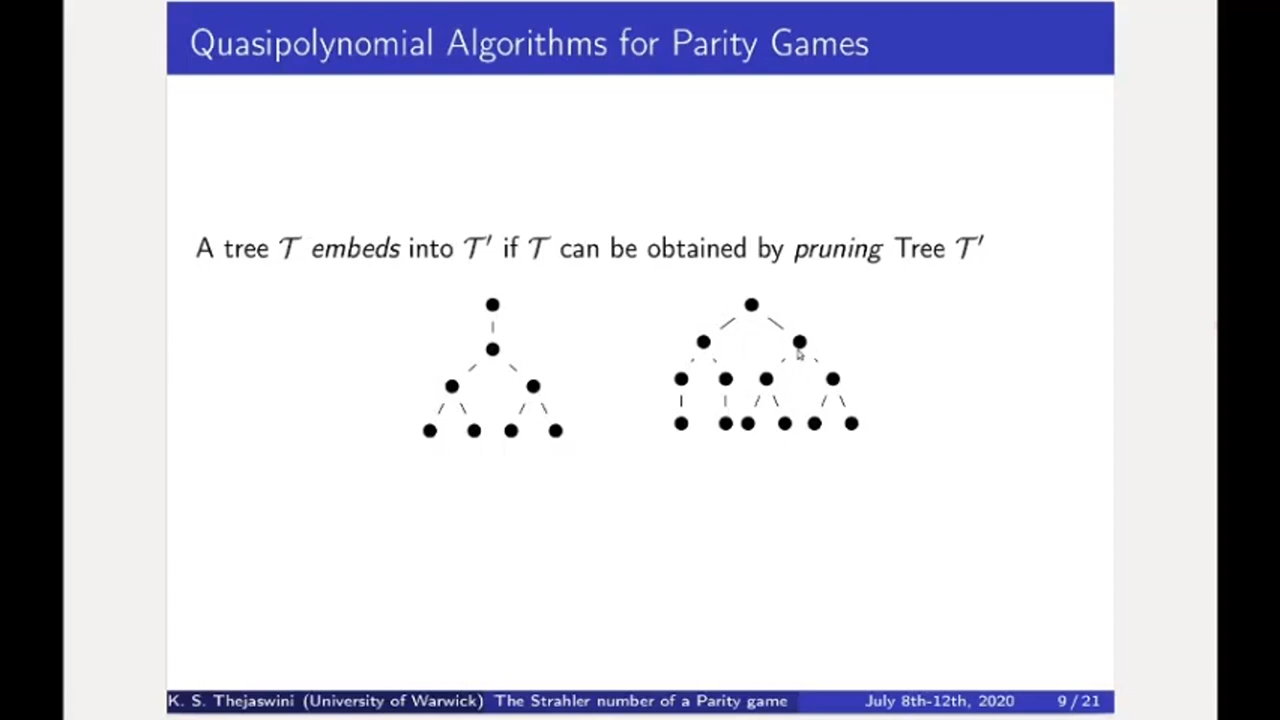 Quasipolynomial Algorithms for Parity Games
A tree 𝒯 embeds into 𝒯′ if 𝒯 can be obtained by pruning Tree 𝒯′
K. S. Thejaswini (University of Warwick) The Strahler number of a Parity game July 8th-12th, 2020 9 / 21